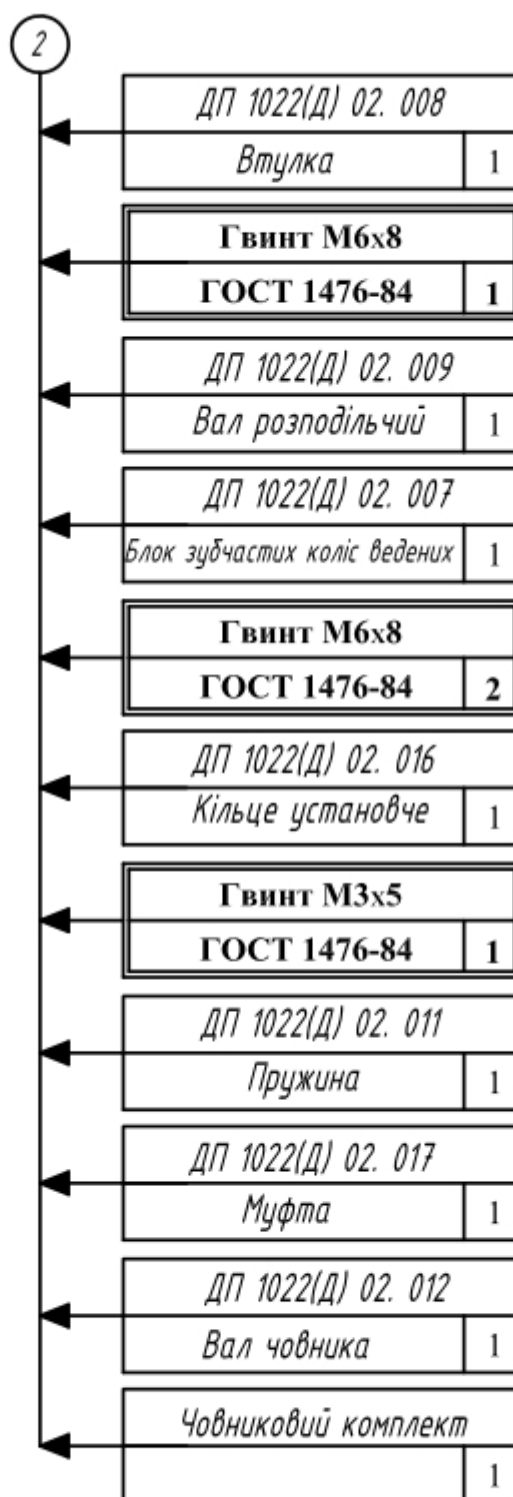 2
ДП 1022(Д) 02. 008
Втулка 1
Гвинт М6х8
ГОСТ 1476-84 1
ДП 1022(Д) 02. 009
Вал розподільчий 1
ДП 1022(Д) 02. 007
Блок зубчастих коліс ведених 1
Гвинт М6х8
ГОСТ 1476-84 2
ДП 1022(Д) 02. 016
Кільце установче 1
Гвинт М3х5
ГОСТ 1476-84 1
ДП 1022(Д) 02. 011
Пружина 1
ДП 1022(Д) 02. 017
Муфта 1
ДП 1022(Д) 02. 012
Вал човника 1
Човниковий комплект
1